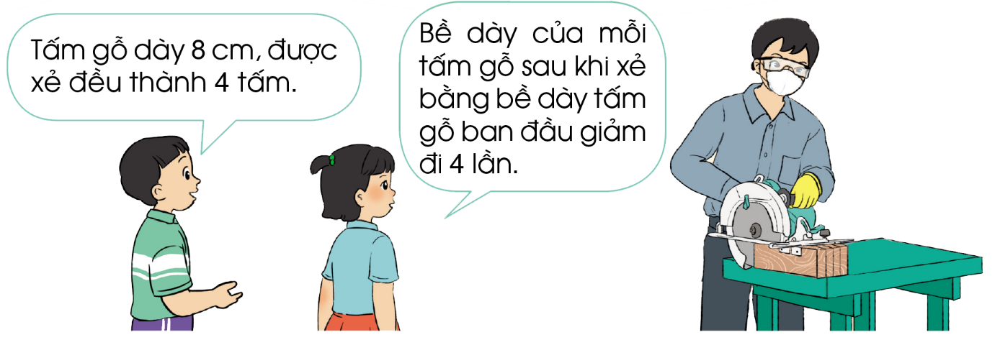 Tấm gỗ dày 8 cm, được
xẻ đều thành 4 tấm.
Bề dày của mỗi
tấm gỗ sau khi xẻ
bằng bề dày tấm
gỗ ban đầu giảm
đi 4 lần.